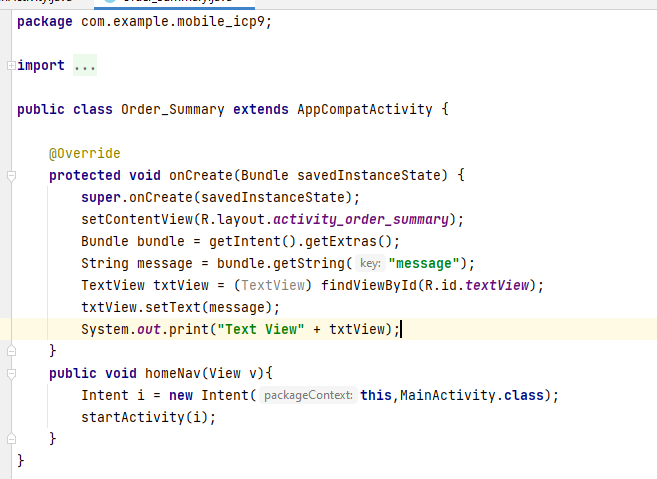 package com.example.mobile_icp9;
import ...
public class Order_Summary extends AppCompatActivity {
@Override
protected void onCreate(Bundle savedInstanceState) {
super.onCreate(savedInstanceState);
setContentView(R.layout.activity_order_summary);
Bundle bundle = getIntent().getExtras();
String message = bundle.getString( key: "message");
TextView txtView = (TextView) findViewById(R.id.textView);
txtView.setText(message);
System.out.print("Text View" + txtView);
}
public void homeNav(View v){
Intent i = new Intent( packageContext: this,MainActivity.class);
startActivity(i);
}
}